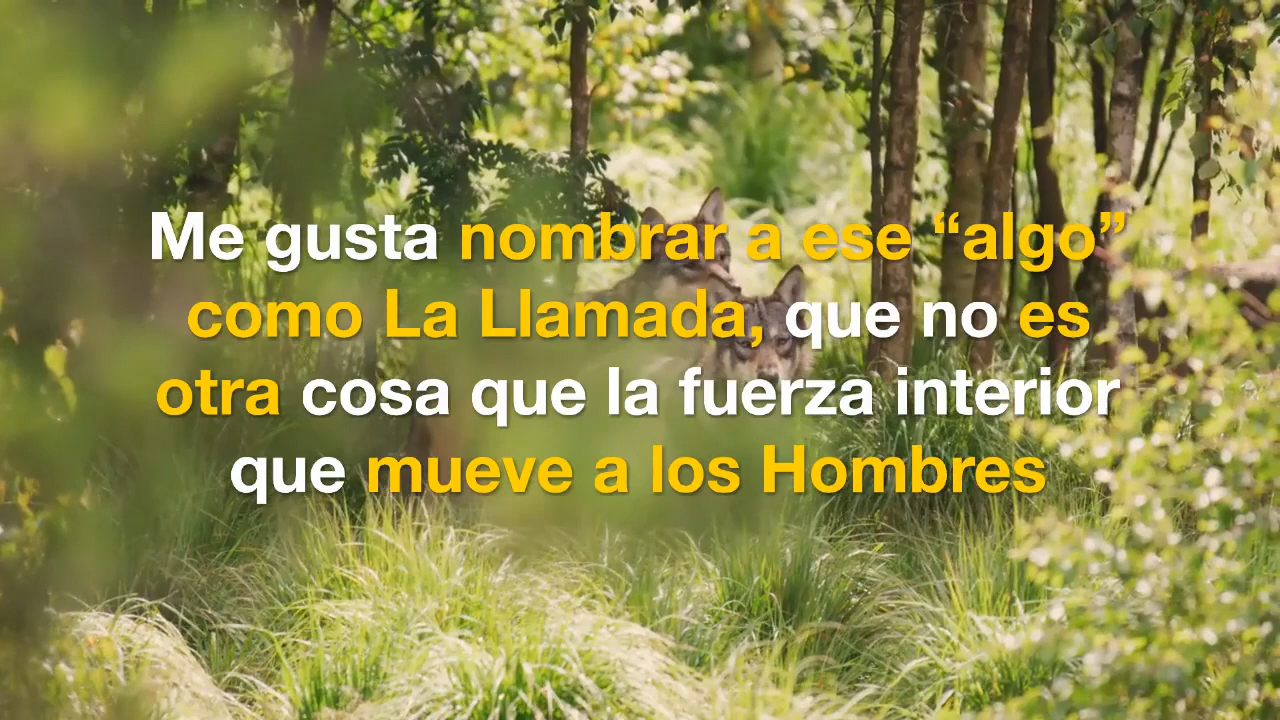 Me gusta nombrar a ese “algo”
como La Llamada, que no es
otra cosa que la fuerza interior
que mueve a los Hombres